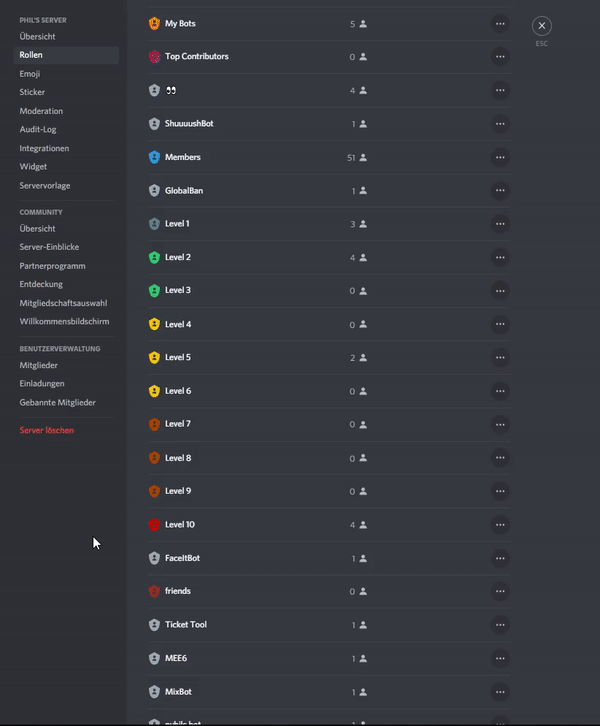 PHIL'S SERVER
Übersicht
Rollen
Emoji
Sticker
Moderation
Audit-Log
Integrationen
Widget
Servervorlage
COMMUNITY
Übersicht
Server-Einblicke
Partnerprogramm
Entdeckung
Mitgliedschaftsauswahl
Willkommensbildschirm
BENUTZERVERWALTUNG
Mitglieder
Einladungen
Gebannte Mitglieder
Server löschen
My Bots 5
Top Contributors 0
👀 4
ShuuuushBot 1
Members 51
GlobalBan 1
Level 1 3
Level 2 4
Level 3 0
Level 4 0
Level 5 2
Level 6 0
Level 7 0
Level 8 0
Level 9 0
Level 10 4
FaceItBot 1
friends 0
Ticket Tool 1
MEE6 1
MixBot 1
ESC